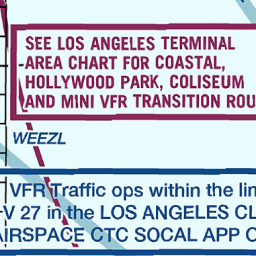 SEE LOS ANGELES TERMINAL
AREA CHART FOR COASTAL,
HOLLYWOOD PARK, COLISEUM
AND MINI VFR TRANSITION ROU
WEEZL
VFR Traffic ops within the lin
V 27 in the LOS ANGELES CL
AIRSPACE CTC SOCAL APP